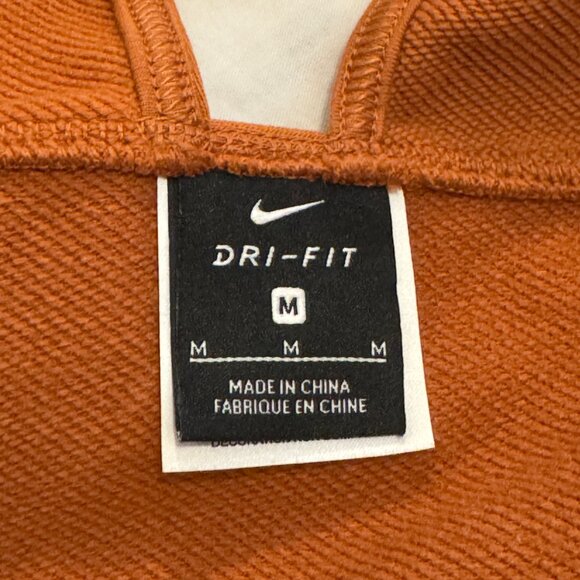 DRI-FIT
M
M M M
MADE IN CHINA
FABRIQUE EN CHINE